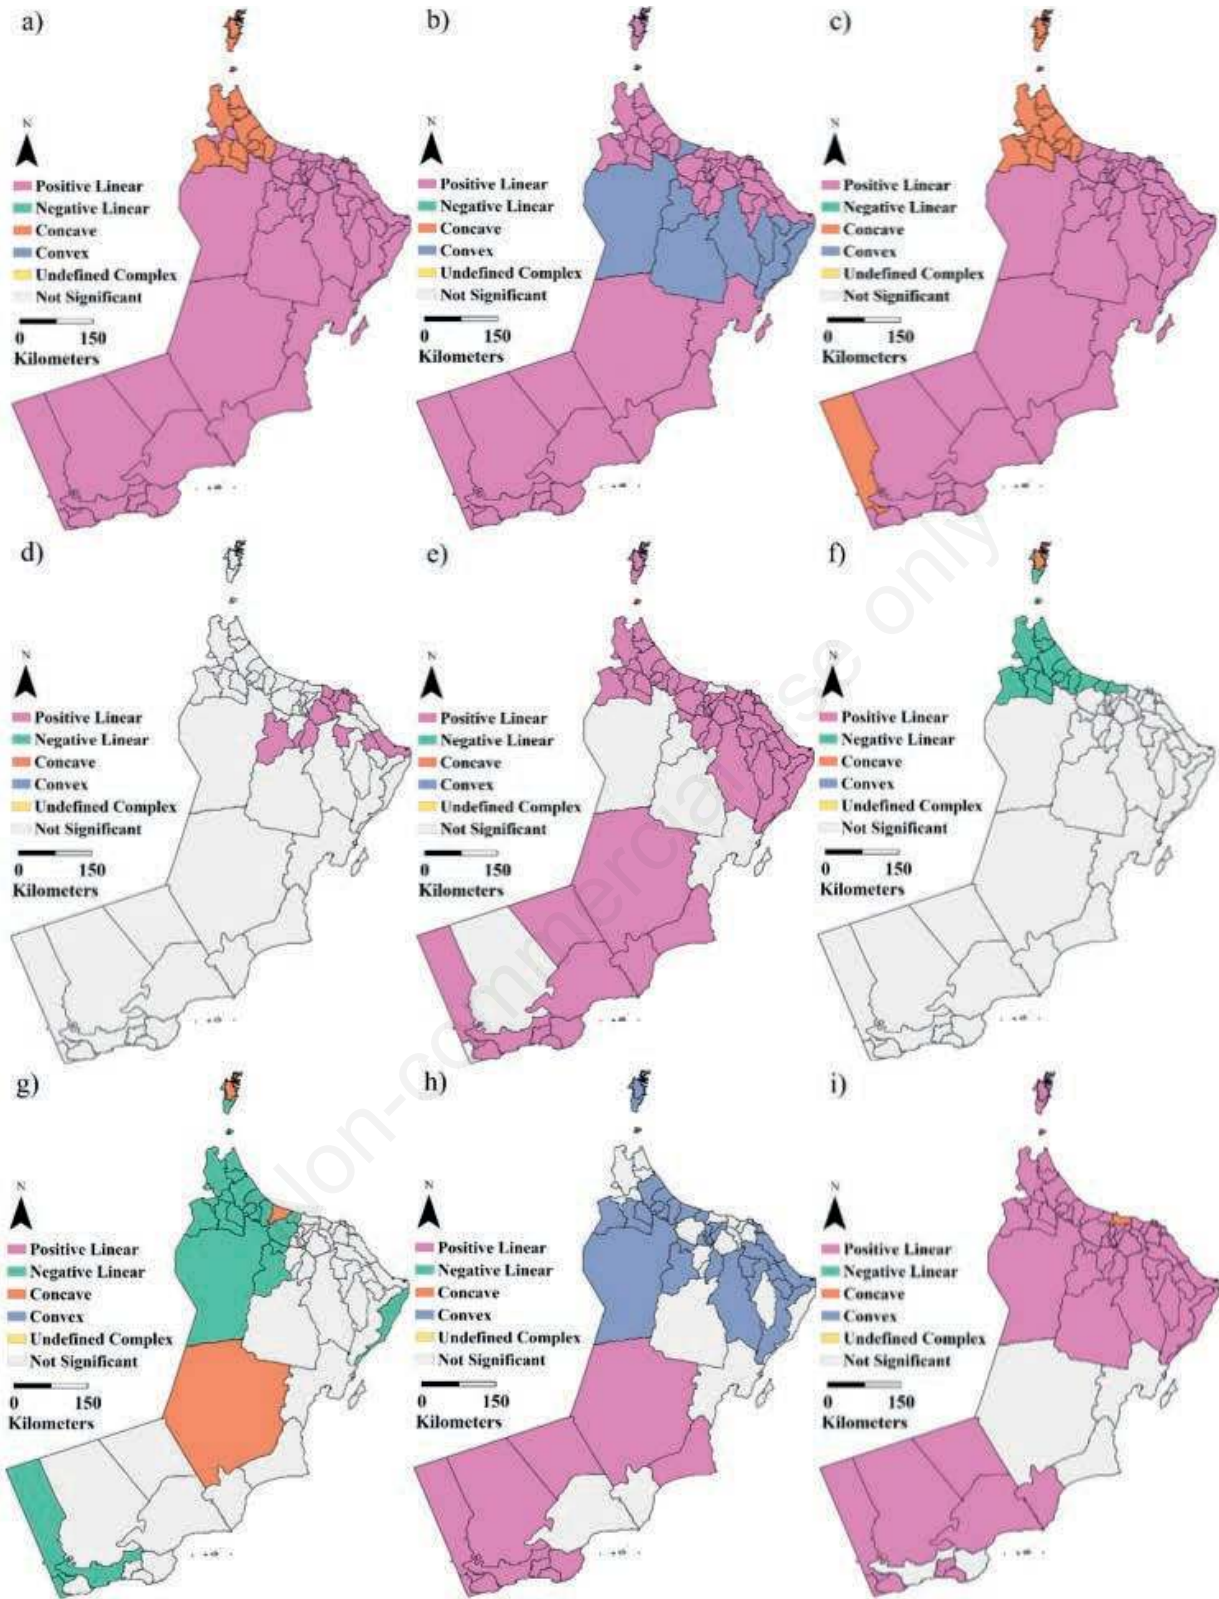 a)
N
Positive Linear
Negative Linear
Concave
Convex
Undefined Complex
Not Significant
0 150
Kilometers
b)
N
Positive Linear
Negative Linear
Concave
Convex
Undefined Complex
Not Significant
0 150
Kilometers
c)
N
Positive Linear
Negative Linear
Concave
Convex
Undefined Complex
Not Significant
0 150
Kilometers
d)
N
Positive Linear
Negative Linear
Concave
Convex
Undefined Complex
Not Significant
0 150
Kilometers
e)
N
Positive Linear
Negative Linear
Concave
Convex
Undefined Complex
Not Significant
0 150
Kilometers
f)
N
Positive Linear
Negative Linear
Concave
Convex
Undefined Complex
Not Significant
0 150
Kilometers
g)
N
Positive Linear
Negative Linear
Concave
Convex
Undefined Complex
Not Significant
0 150
Kilometers
h)
N
Positive Linear
Negative Linear
Concave
Convex
Undefined Complex
Not Significant
0 150
Kilometers
i)
N
Positive Linear
Negative Linear
Concave
Convex
Undefined Complex
Not Significant
0 150
Kilometers
Non-commercial use only